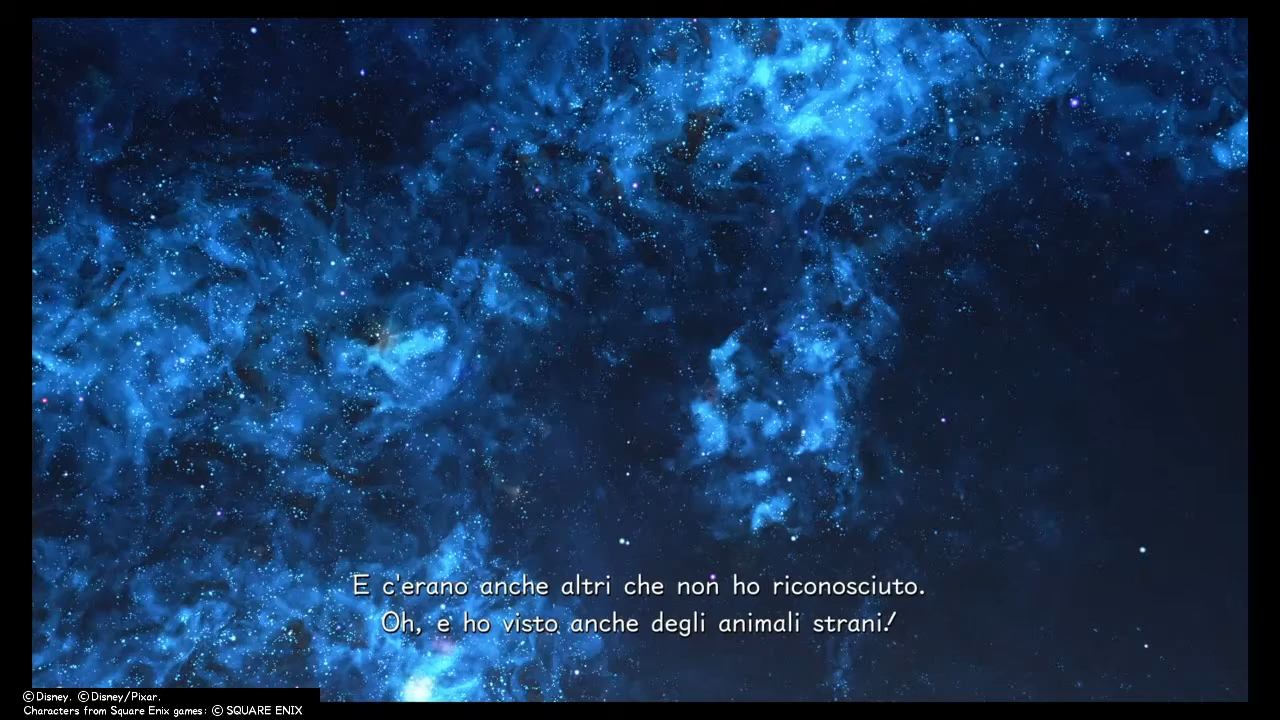 E c'erano anche altri che non ho riconosciuto.
Oh, e ho visto anche degli animali strani!
©Disney. ©Disney/Pixar.
Characters from Square Enix games: © SQUARE ENIX